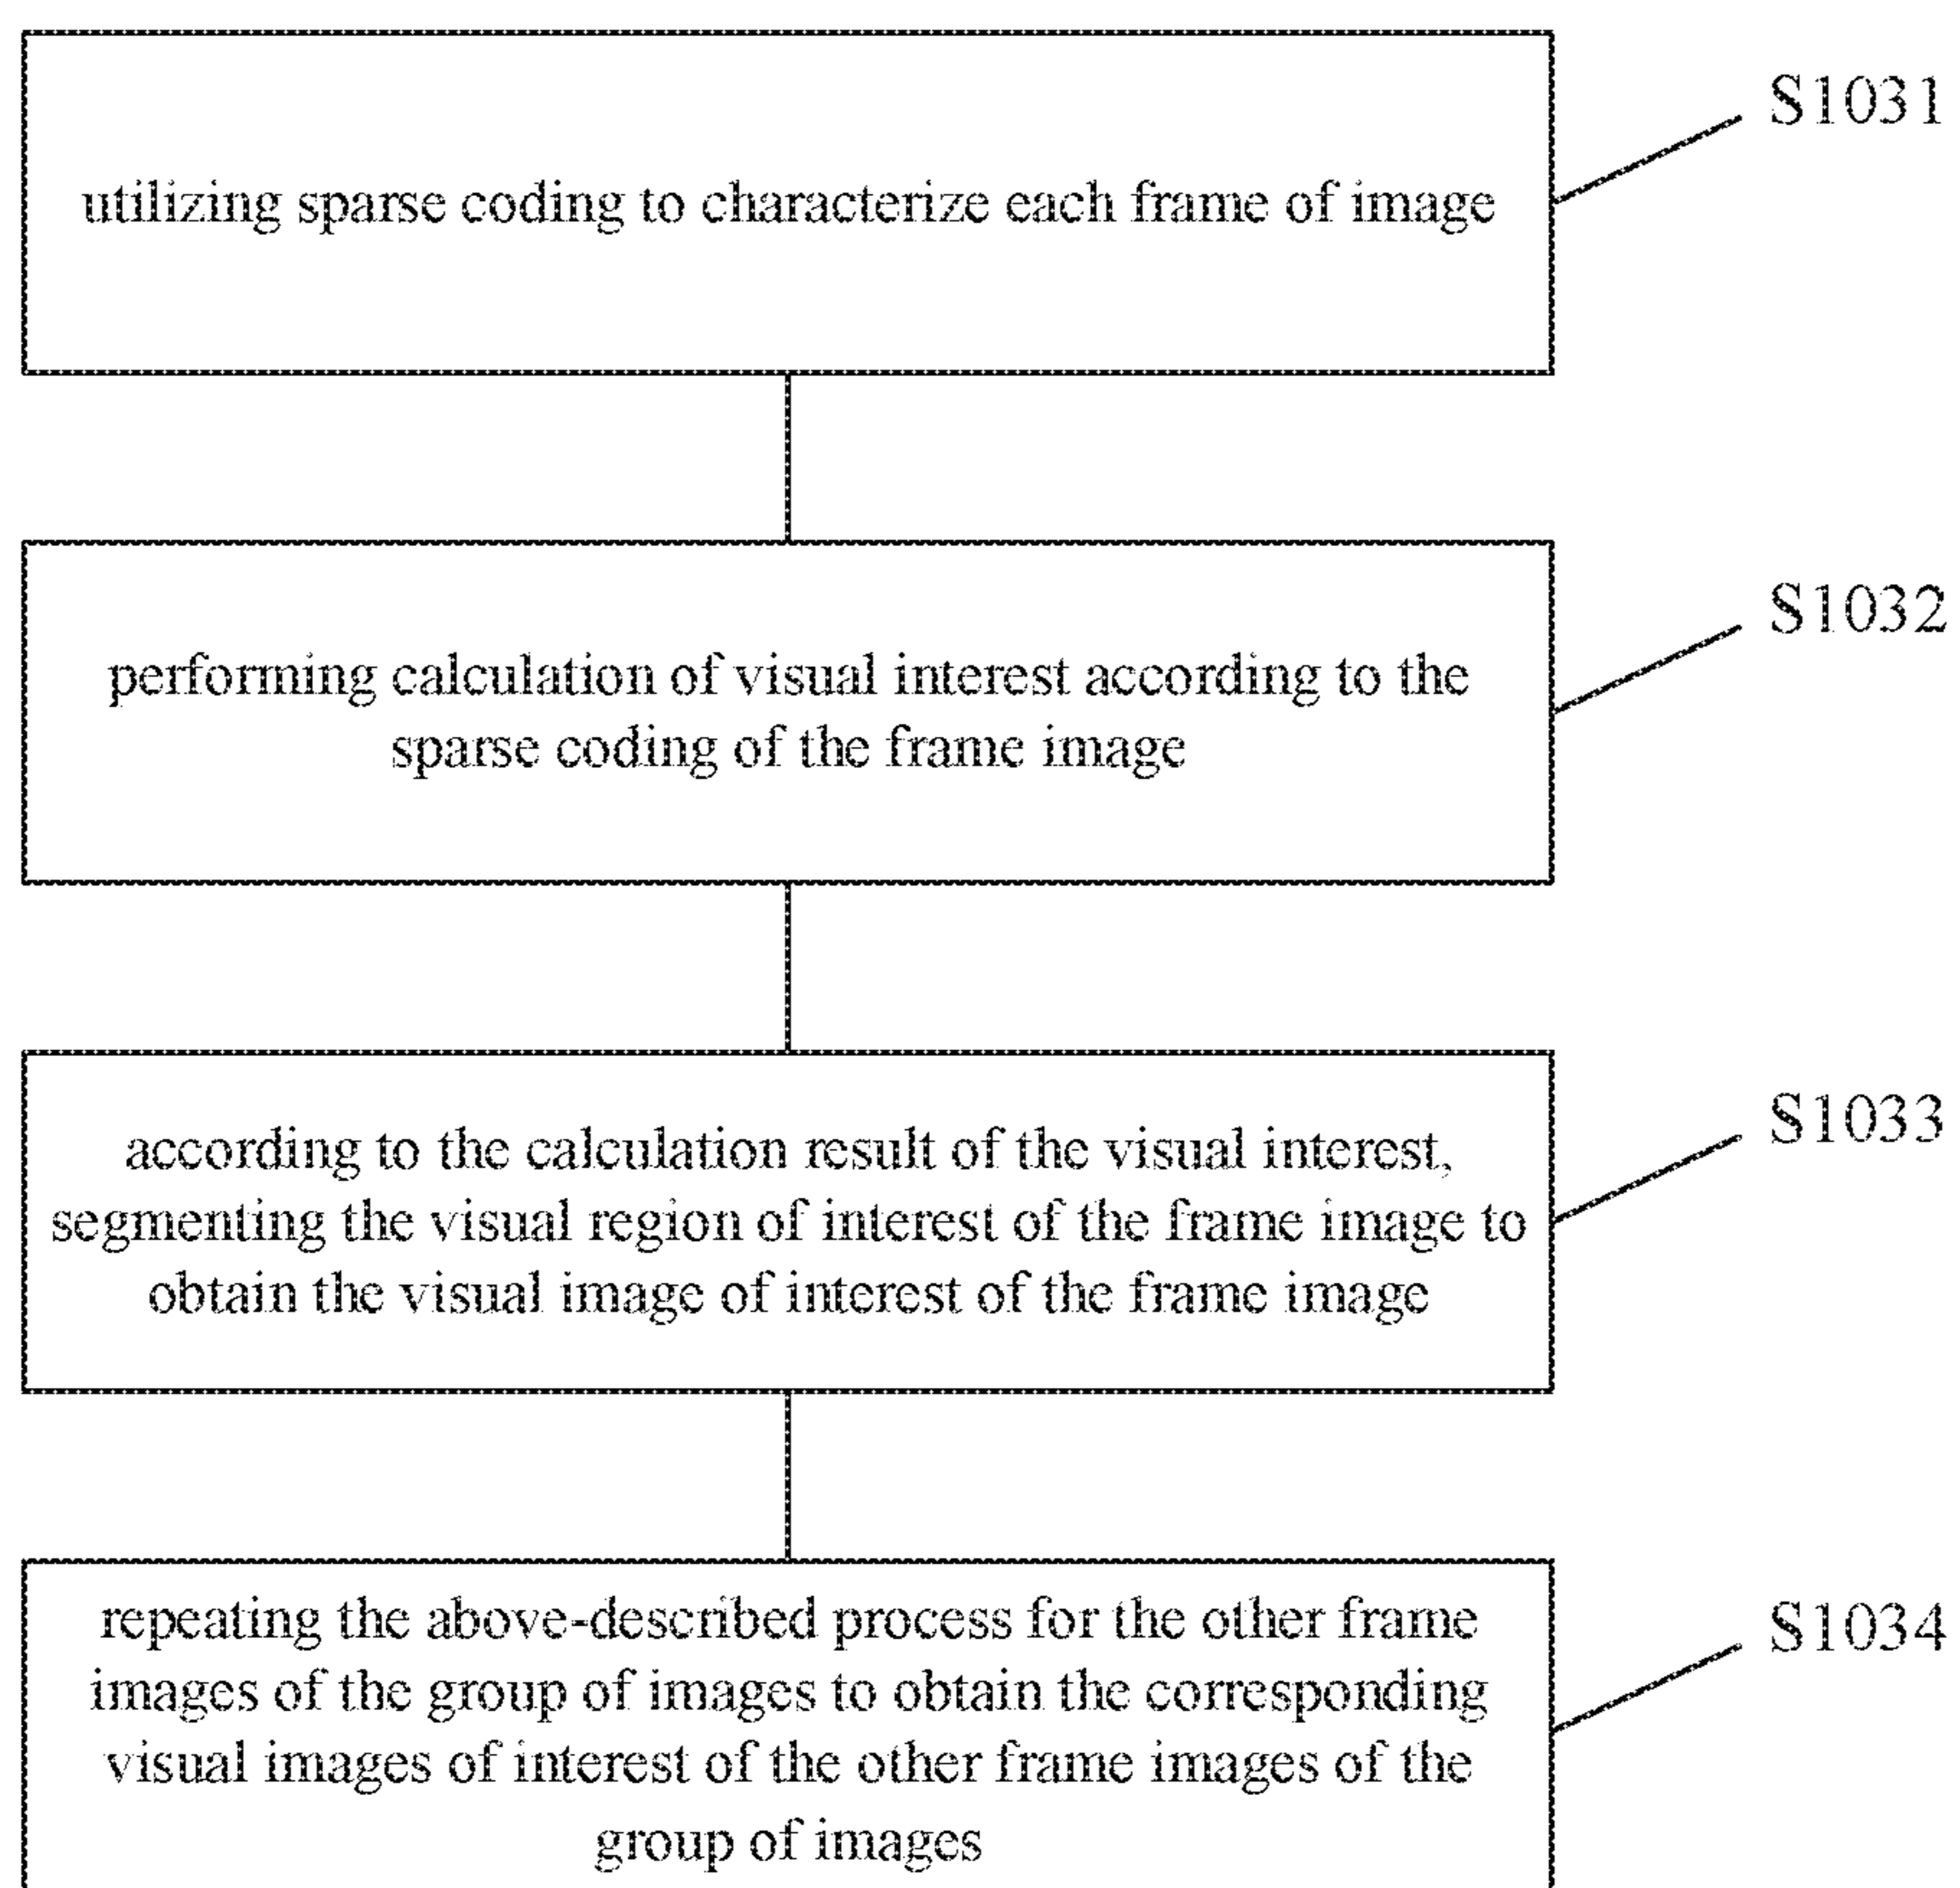 utilizing sparse coding to characterize each frame of image
S1031
performing calculation of visual interest according to the
sparse coding of the frame image
S1032
according to the calculation result of the visual interest,
segmenting the visual region of interest of the frame image to
obtain the visual image of interest of the frame image
S1033
repeating the above-described process for the other frame
images of the group of images to obtain the corresponding
visual images of interest of the other frame images of the
group of images
S1034